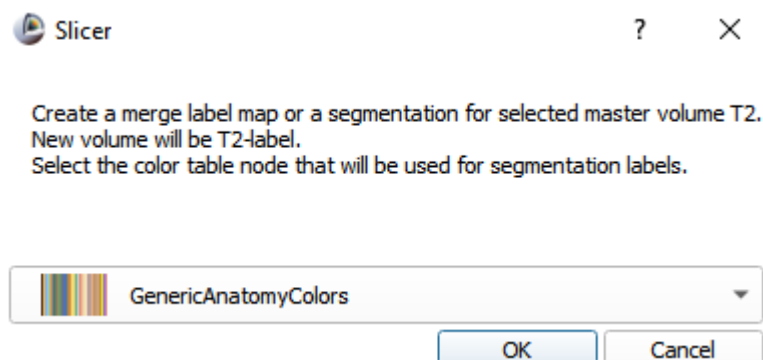 Slicer
?
Create a merge label map or a segmentation for selected master volume T2.
New volume will be T2-label.
Select the color table node that will be used for segmentation labels.
GenericAnatomyColors
OK Cancel